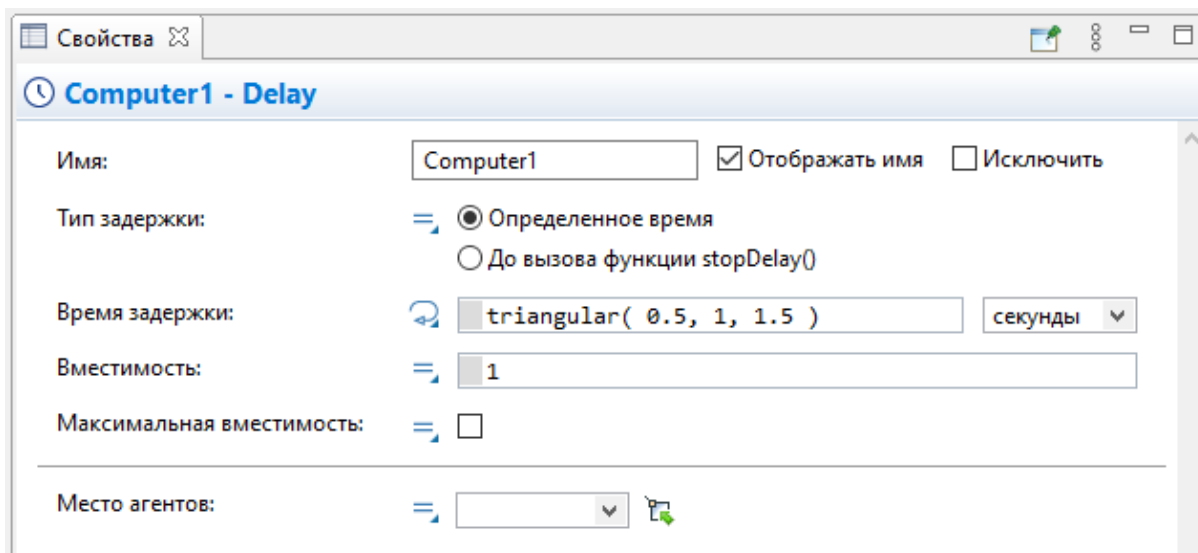 Свойства
Computer1 - Delay
Имя: Computer1 Отображать имя Исключить
Тип задержки: Определенное время
До вызова функции stopDelay()
Время задержки: triangular( 0.5, 1, 1.5 ) секунды
Вместимость: 1
Максимальная вместимость:
Место агентов: